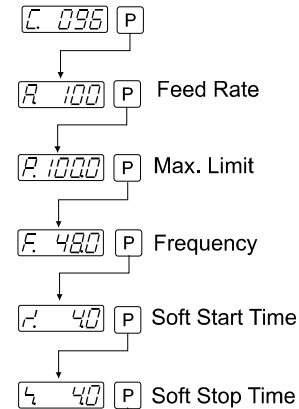 C. 096 P
A. 100 P Feed Rate
P. 100.0 P Max. Limit
F. 48.0 P Frequency
r. 4.0 P Soft Start Time
4.0 P Soft Stop Time